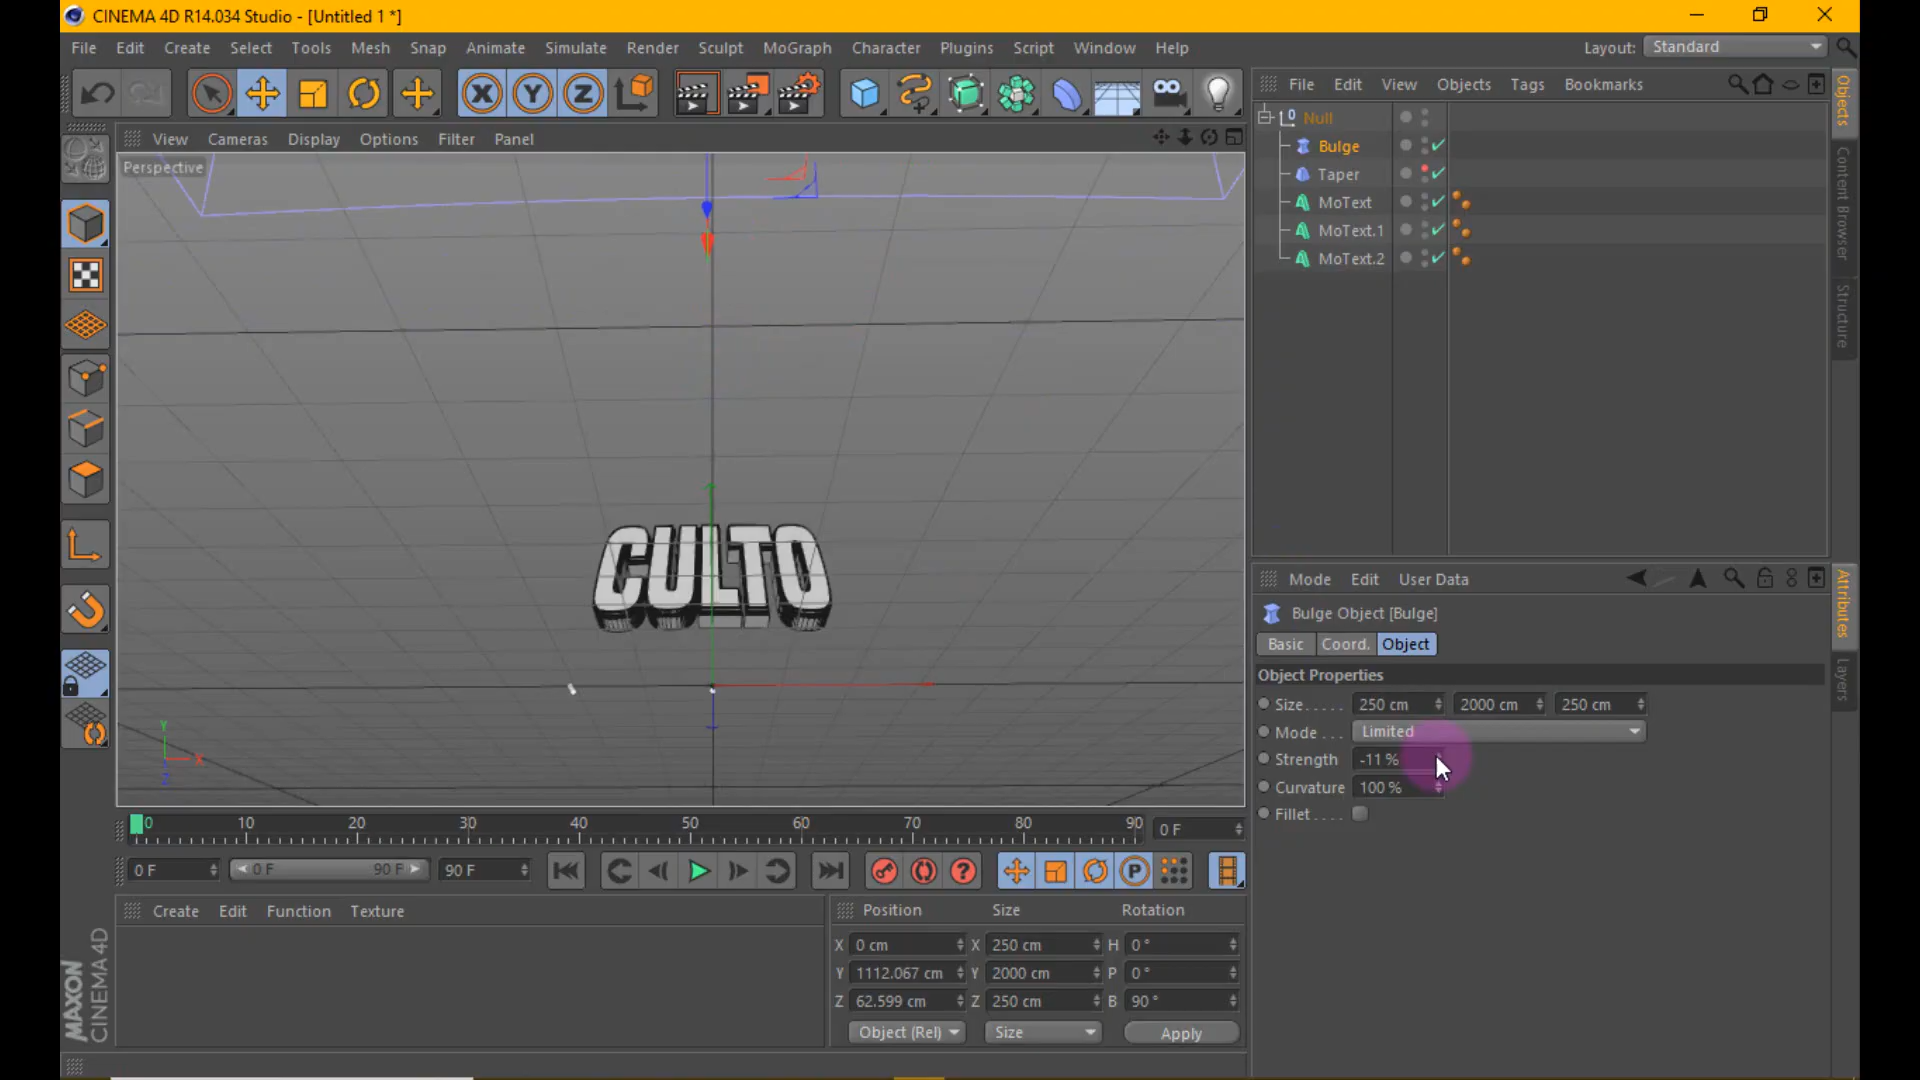 CINEMA 4D R14.034 Studio - [Untitled 1 *]
File Edit Create Select Tools Mesh Snap Animate Simulate Render Sculpt MoGraph Character Plugins Script Window Help Layout: Standard
X Y Z
File Edit View Objects Tags Bookmarks
View Cameras Display Options Filter Panel
Perspective
Null
Bulge
Taper
MoText
MoText.1
MoText.2
Objects
Content Browser
Structure
CULTO
Y
X
Z
Mode Edit User Data
Bulge Object [Bulge]
Basic Coord. Object
Object Properties
Size..... 250 cm 2000 cm 250 cm
Mode ... Limited
Strength -11 %
Curvature 100 %
Fillet ....
Attributes
Layers
0 10 20 30 40 50 60 70 80 90 0 F
0 F 0 F 90 F 90 F
Create Edit Function Texture
Position Size Rotation
X 0 cm X 250 cm H 0 °
Y 1112.067 cm Y 2000 cm P 0 °
Z 62.599 cm Z 250 cm B 90 °
Object (Rel) Size Apply
MAXON
CINEMA 4D